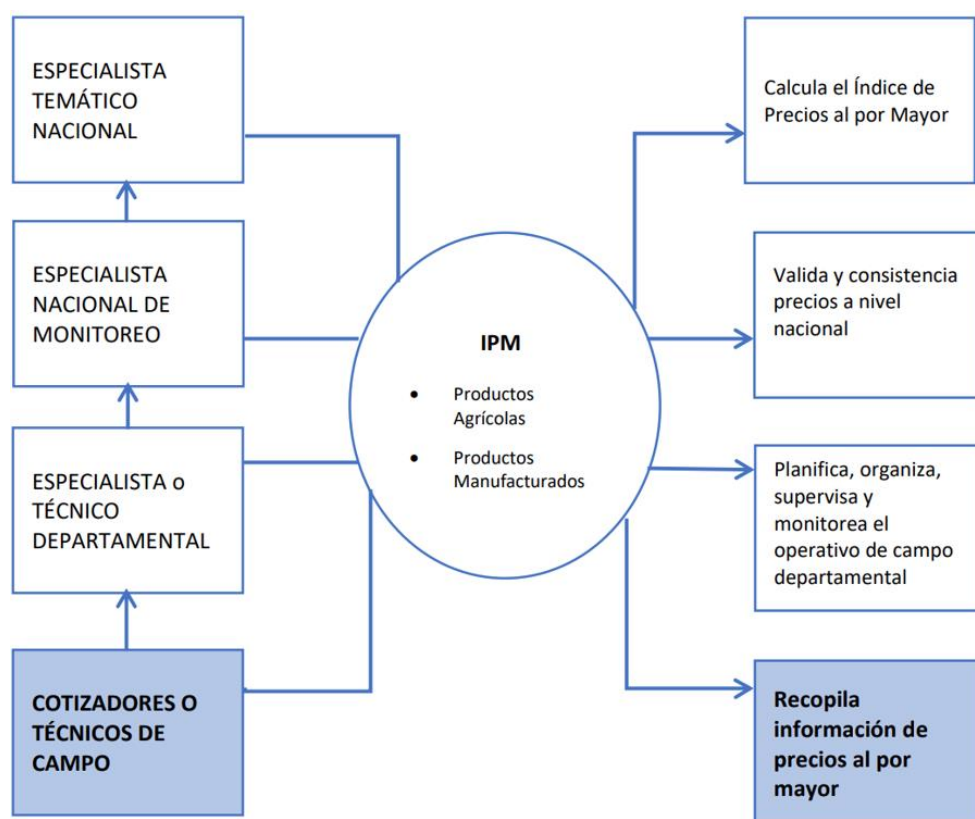 ESPECIALISTA
TEMÁTICO
NACIONAL
ESPECIALISTA
NACIONAL DE
MONITOREO
ESPECIALISTA o
TÉCNICO
DEPARTAMENTAL
COTIZADORES O
TÉCNICOS DE
CAMPO
IPM
• Productos
Agrícolas
• Productos
Manufacturados
Calcula el Índice de
Precios al por Mayor
Valida y consistencia
precios a nivel
nacional
Planifica, organiza,
supervisa y
monitorea el
operativo de campo
departamental
Recopila
información de
precios al por
mayor